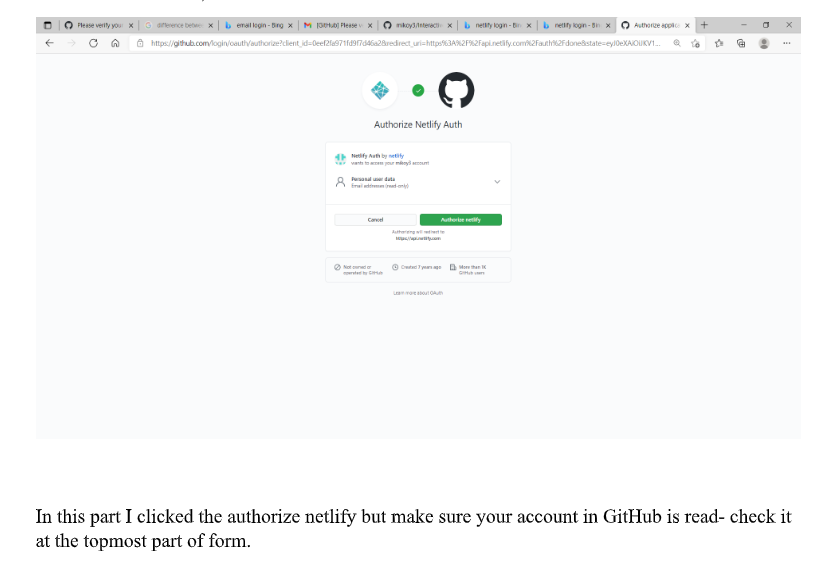 Please verify your
difference betwe
email login - Bing
[GitHub] Please v
mikoy3/Interacti
netlify login - Bin
netlify login - Bin
Authorize applica
https://github.com/login/oauth/authorize?client_id=0eef2fa971fd9f7d46a2&redirect_uri=https%3A%2F%2Fapi.netlify.com%2Fauth%2Fdone&state=eyJ0eXAiOiJKV1...
Authorize Netlify Auth
Netlify Auth by netlify
wants to access your mikoy3 account
Personal user data
Email addresses (read-only)
Cancel
Authorize netlify
Authorizing will redirect to
https://api.netlify.com
Not owned or
operated by GitHub
Created 7 years ago
More than 1K
GitHub users
Learn more about OAuth
In this part I clicked the authorize netlify but make sure your account in GitHub is read- check it
at the topmost part of form.